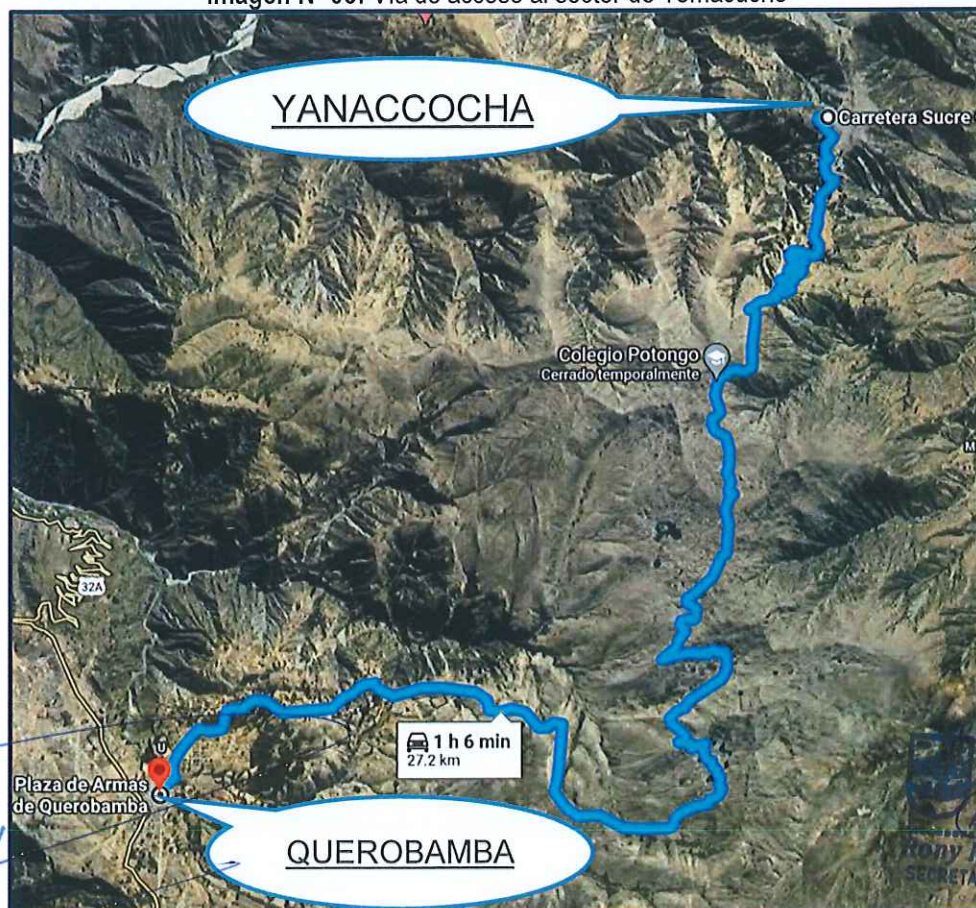 YANACCOCHA
Carretera Sucre
Colegio Potongo
Cerrado temporalmente
M
32A
1 h 6 min
27.2 km
Plaza de Armas
de Querobamba
QUEROBAMBA
SECRETA